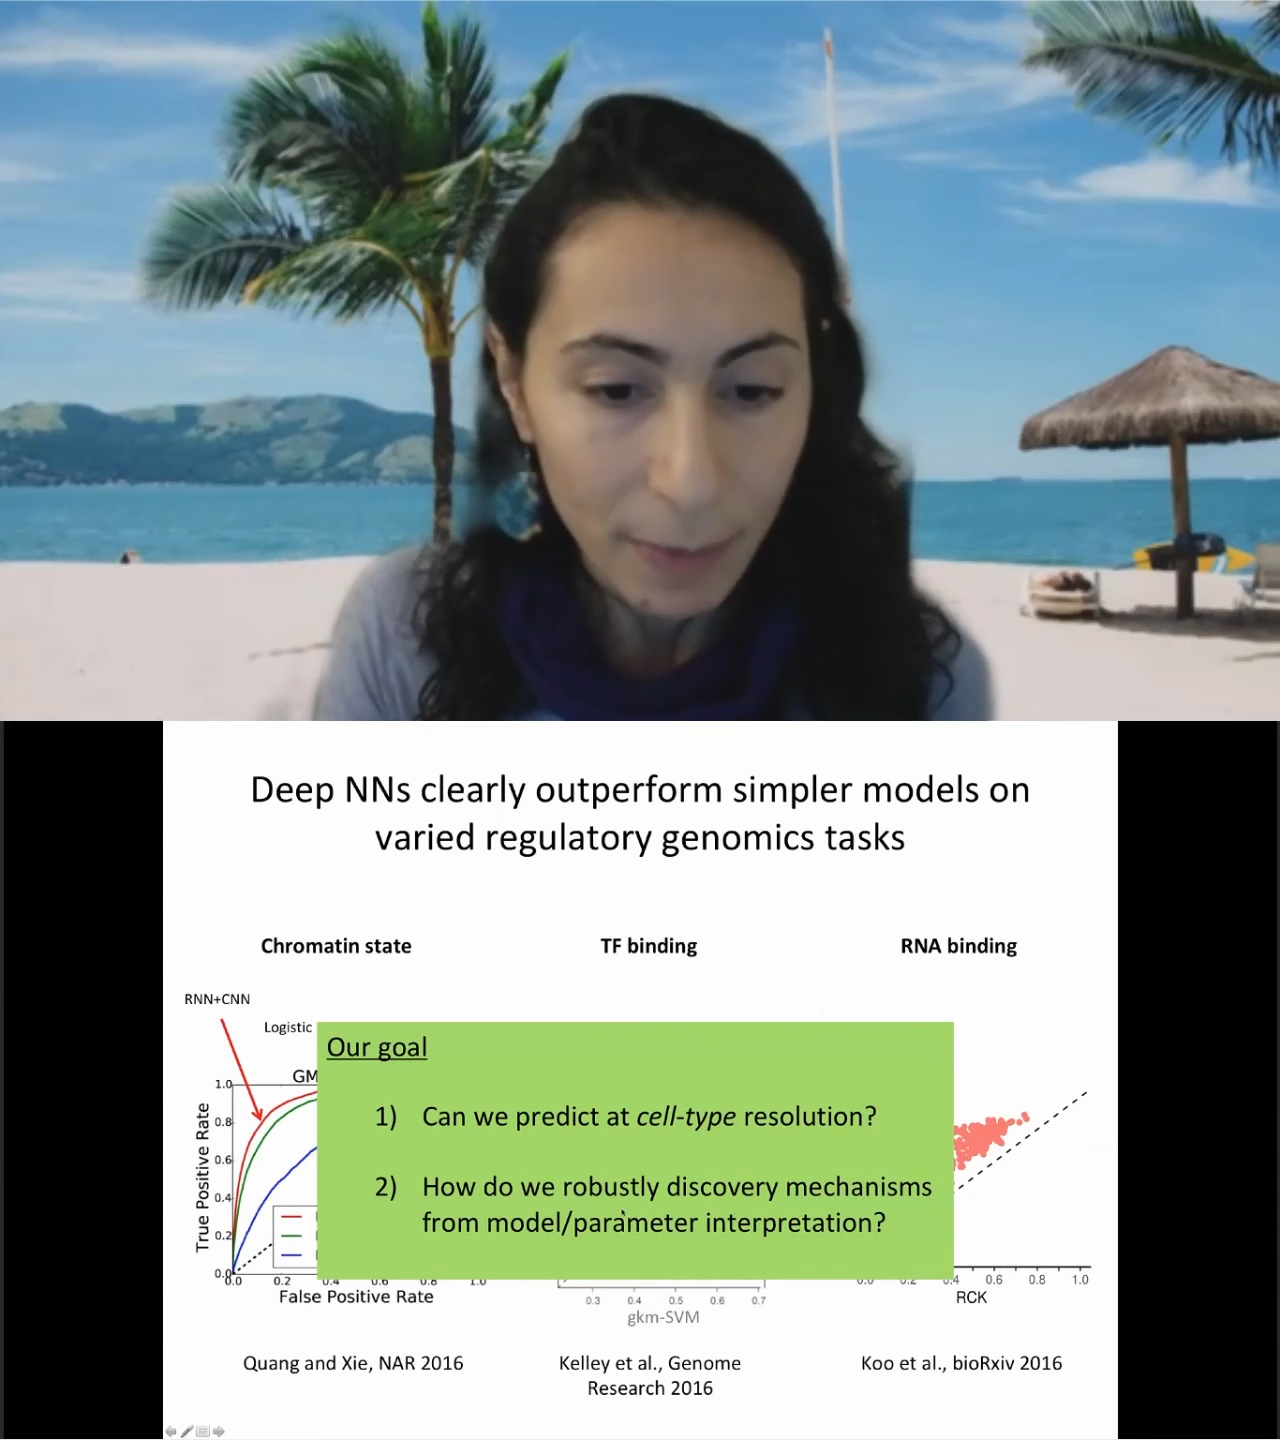 Deep NNs clearly outperform simpler models on
varied regulatory genomics tasks
Chromatin state
TF binding
RNA binding
RNN+CNN
Logistic
GM
1.0
0.8
0.6
0.4
0.2
0.0
True Positive Rate
0.0 0.2 0.4 0.6 0.8 1.0
False Positive Rate
Our goal
1) Can we predict at cell-type resolution?
2) How do we robustly discovery mechanisms
from model/parameter interpretation?
0.3 0.4 0.5 0.6 0.7
gkm-SVM
0.0 0.2 0.4 0.6 0.8 1.0
RCK
Quang and Xie, NAR 2016
Kelley et al., Genome
Research 2016
Koo et al., bioRxiv 2016